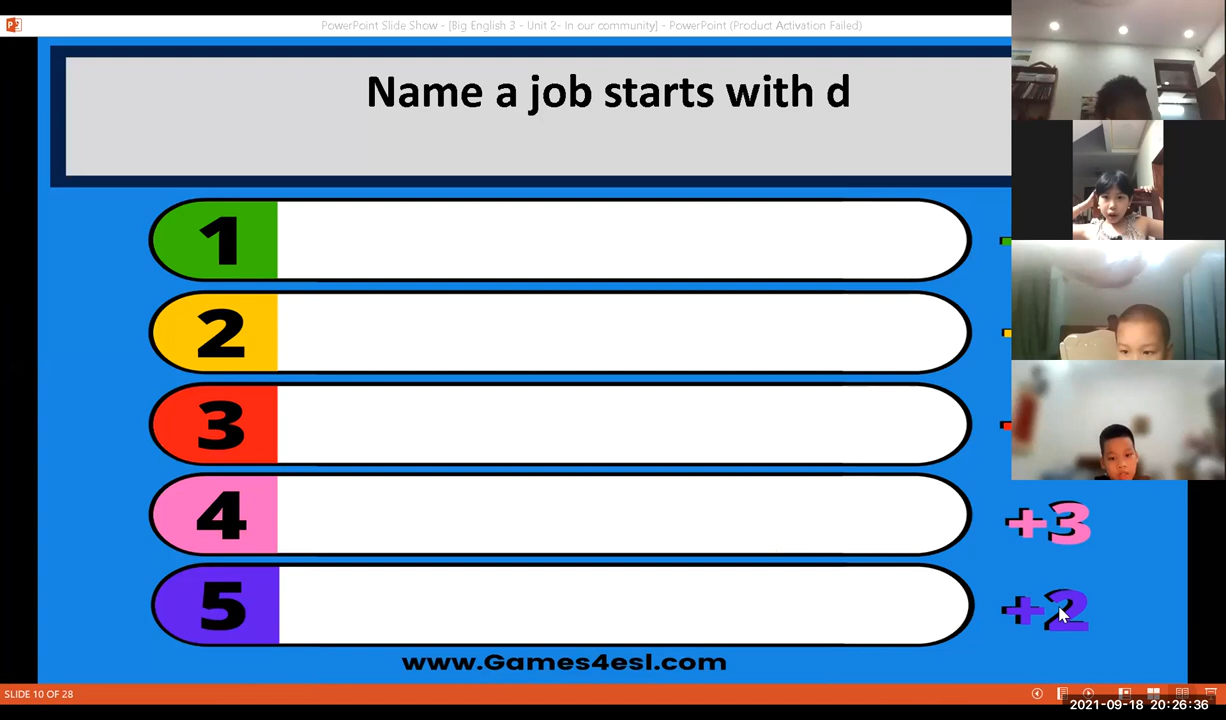 PowerPoint Slide Show - [Big English 3 - Unit 2- In our community] - PowerPoint (Product Activation Failed)
Name a job starts with d
1
2
3
4
+3
5
+2
www.Games4esl.com
SLIDE 10 OF 28
2021-09-18 20:26:36